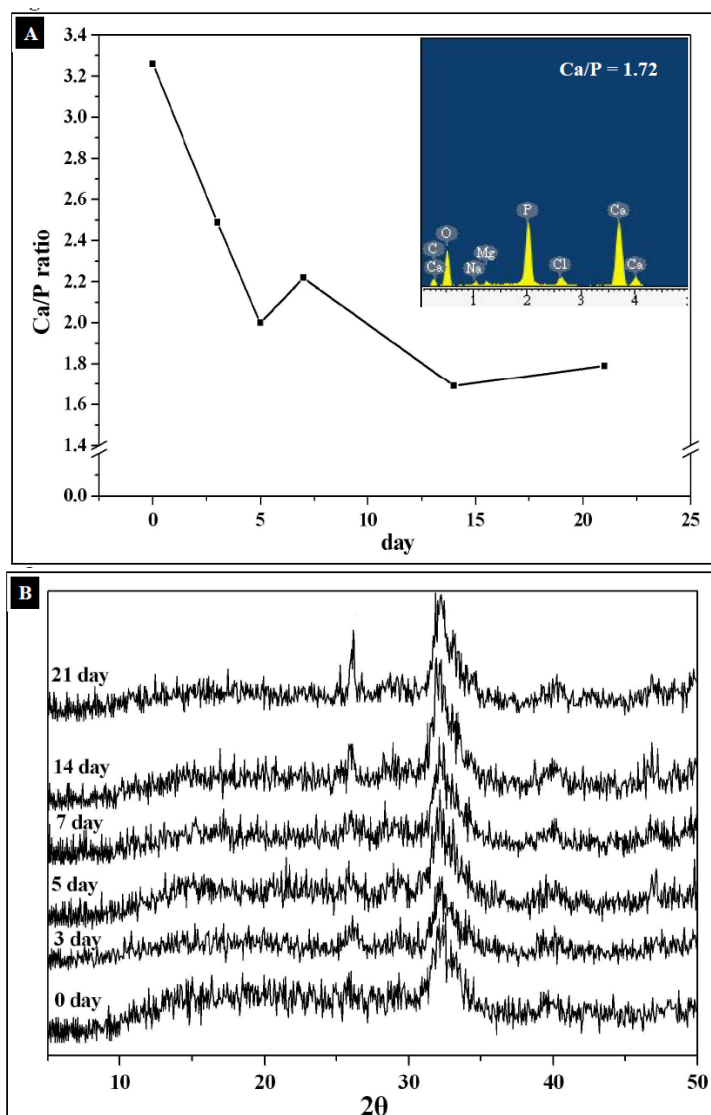 A
3.4
3.2
3.0
2.8
2.6
2.4
2.2
2.0
1.8
1.6
1.4
0.0
Ca/P ratio
0 5 10 15 20 25
day
Ca/P = 1.72
P Ca
O
C Mg
Ca Na Cl Ca
1 2 3 4
B
21 day
14 day
7 day
5 day
3 day
0 day
10 20 30 40 50
2θ